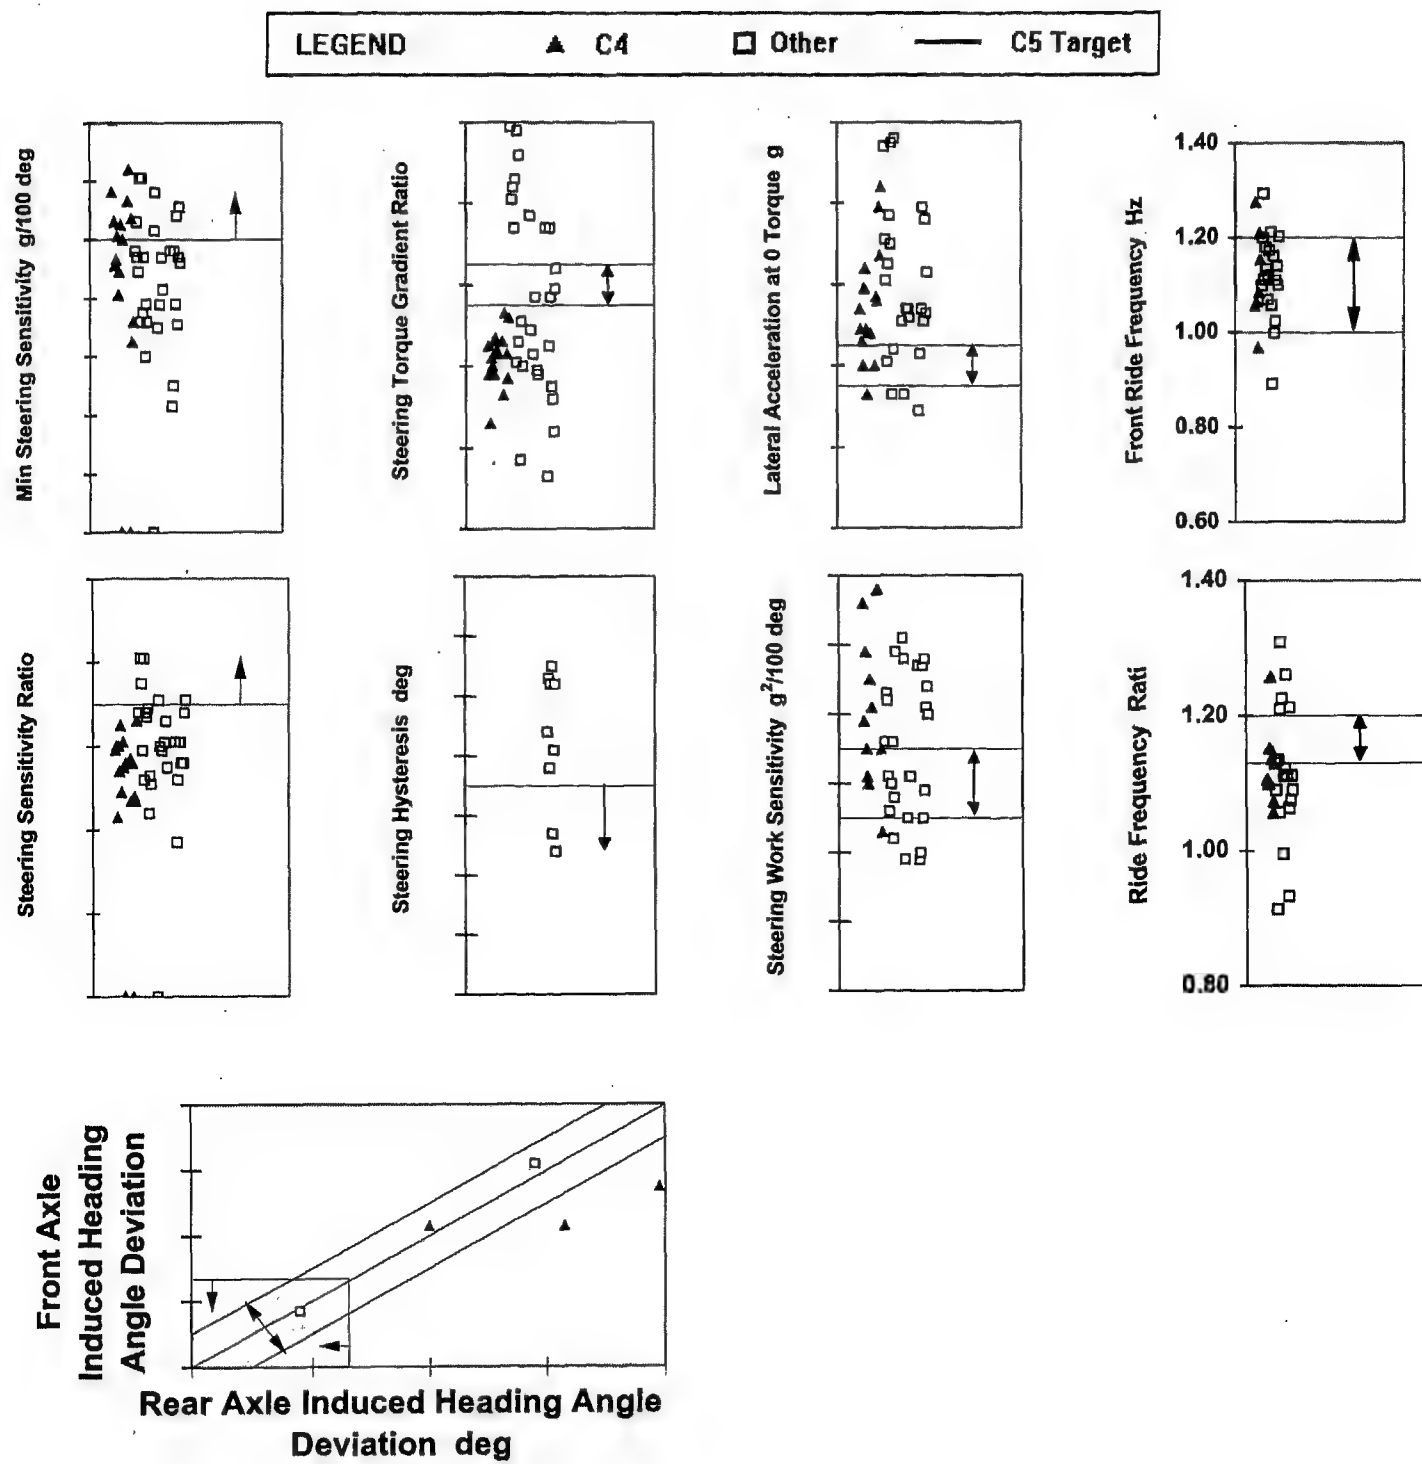 LEGEND C4 Other C5 Target
Min Steering Sensitivity g/100 deg
Steering Torque Gradient Ratio
Lateral Acceleration at 0 Torque g
Front Ride Frequency Hz
1.40
1.20
1.00
0.80
0.60
Steering Sensitivity Ratio
Steering Hysteresis deg
Steering Work Sensitivity g²/100 deg
Ride Frequency Rati
1.40
1.20
1.00
0.80
Front Axle
Induced Heading
Angle Deviation
Rear Axle Induced Heading Angle
Deviation deg